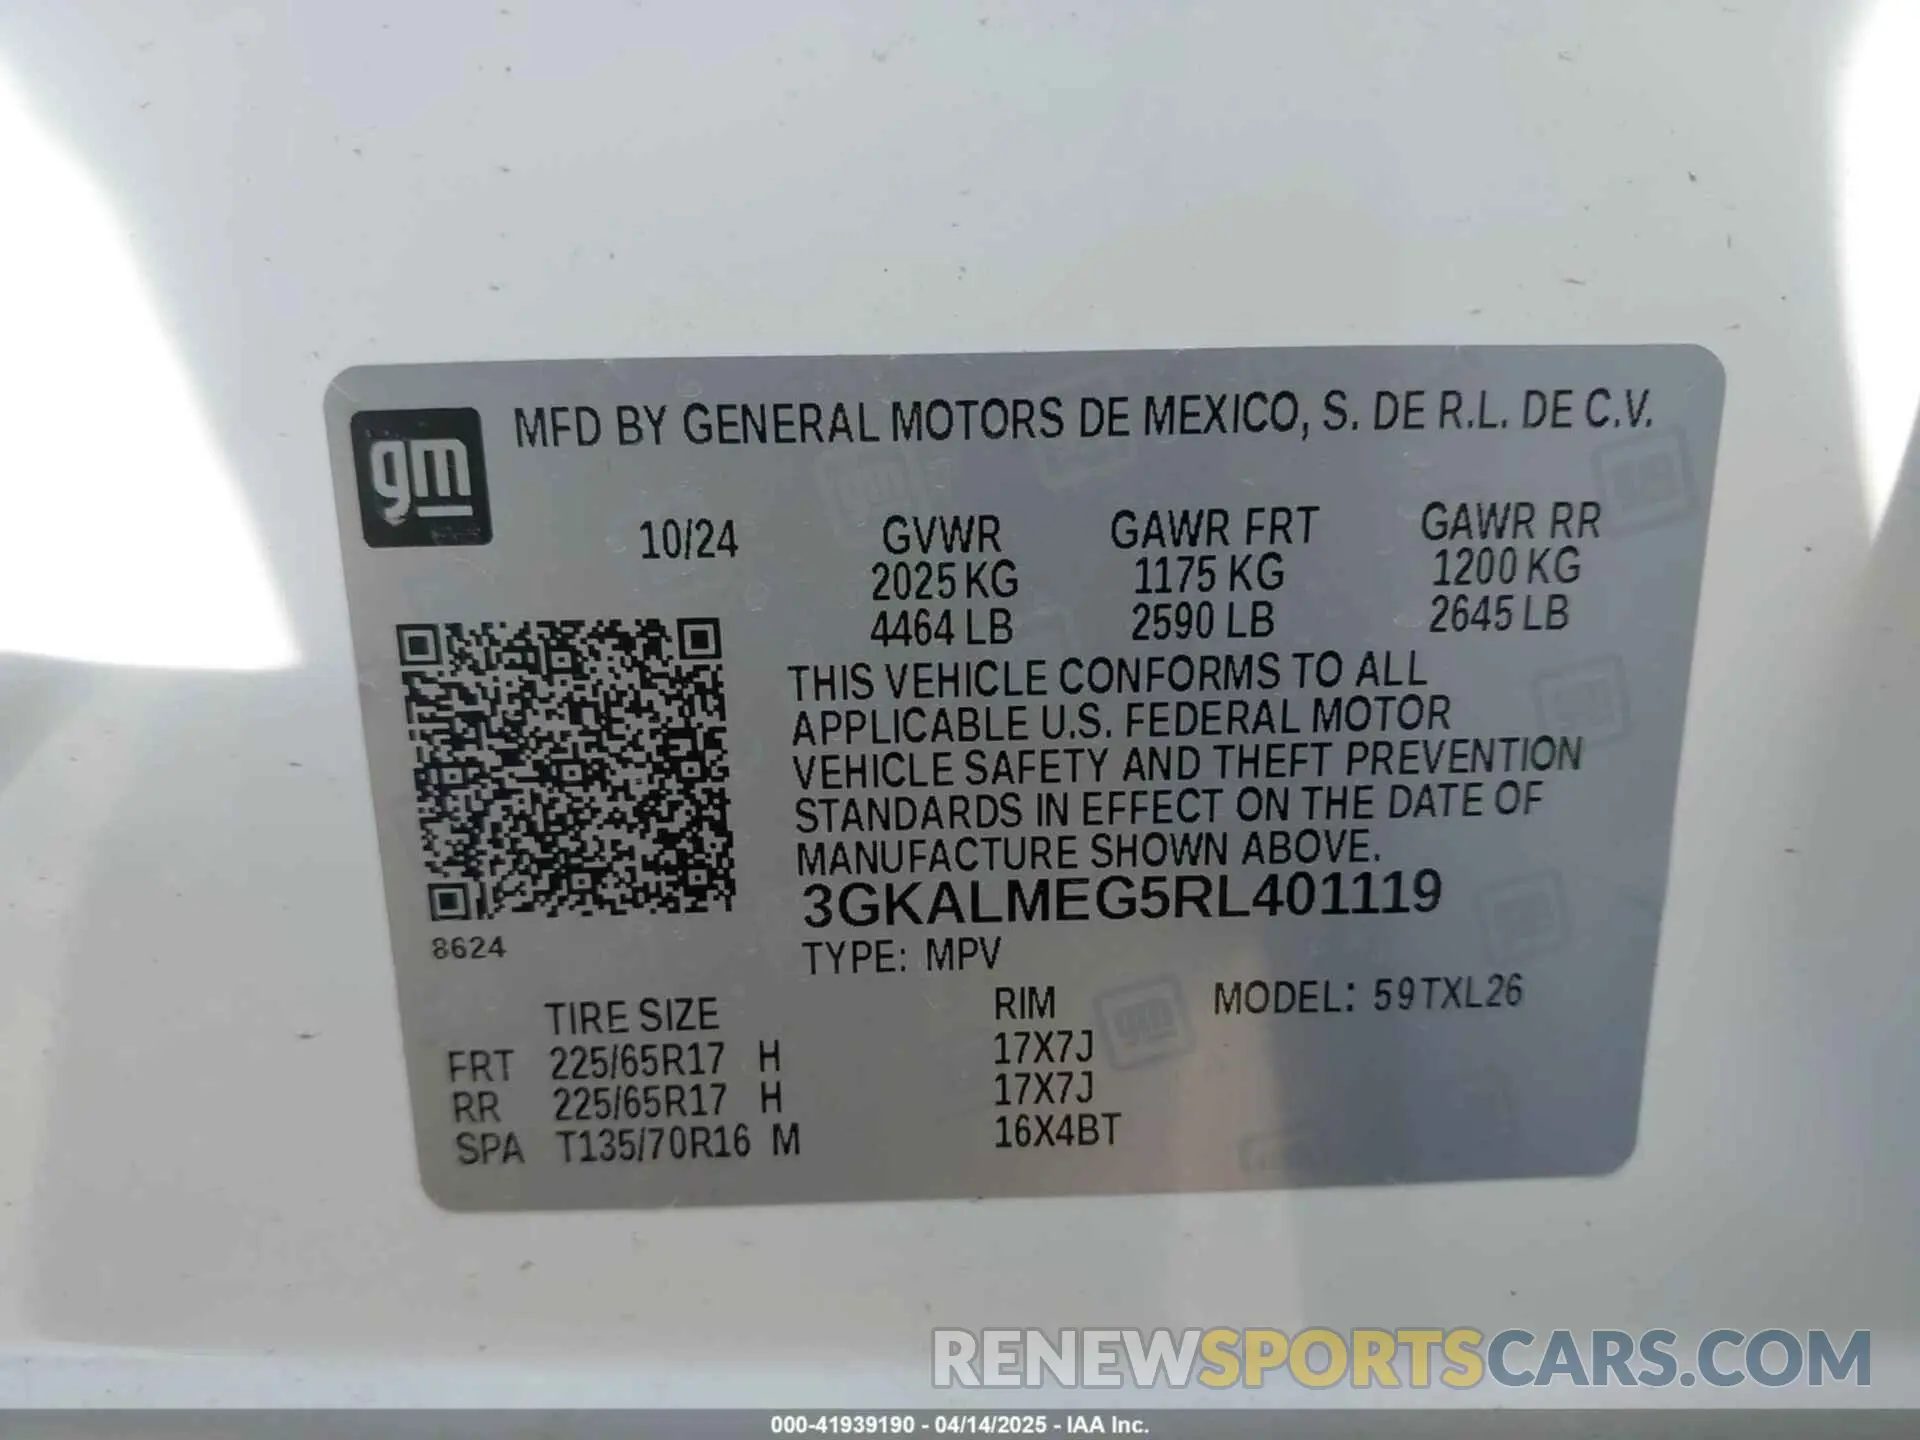 gm
MFD BY GENERAL MOTORS DE MEXICO, S. DE R.L. DE C.V.
10/24 GVWR GAWR FRT GAWR RR
2025 KG 1175 KG 1200 KG
4464 LB 2590 LB 2645 LB
THIS VEHICLE CONFORMS TO ALL
APPLICABLE U.S. FEDERAL MOTOR
VEHICLE SAFETY AND THEFT PREVENTION
STANDARDS IN EFFECT ON THE DATE OF
MANUFACTURE SHOWN ABOVE.
3GKALMEG5RL401119
8624
TYPE: MPV
TIRE SIZE RIM MODEL: 59TXL26
FRT 225/65R17 H 17X7J
RR 225/65R17 H 17X7J
SPA T135/70R16 M 16X4BT
RENEWSPORTSCARS.COM
000-41939190 - 04/14/2025 - IAA Inc.